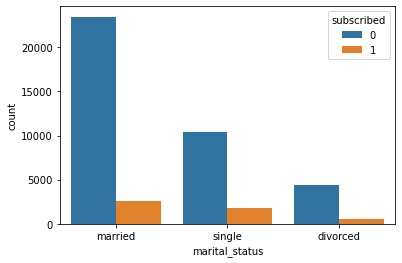 subscribed
0
1
20000
15000
10000
5000
0
count
married single divorced
marital_status